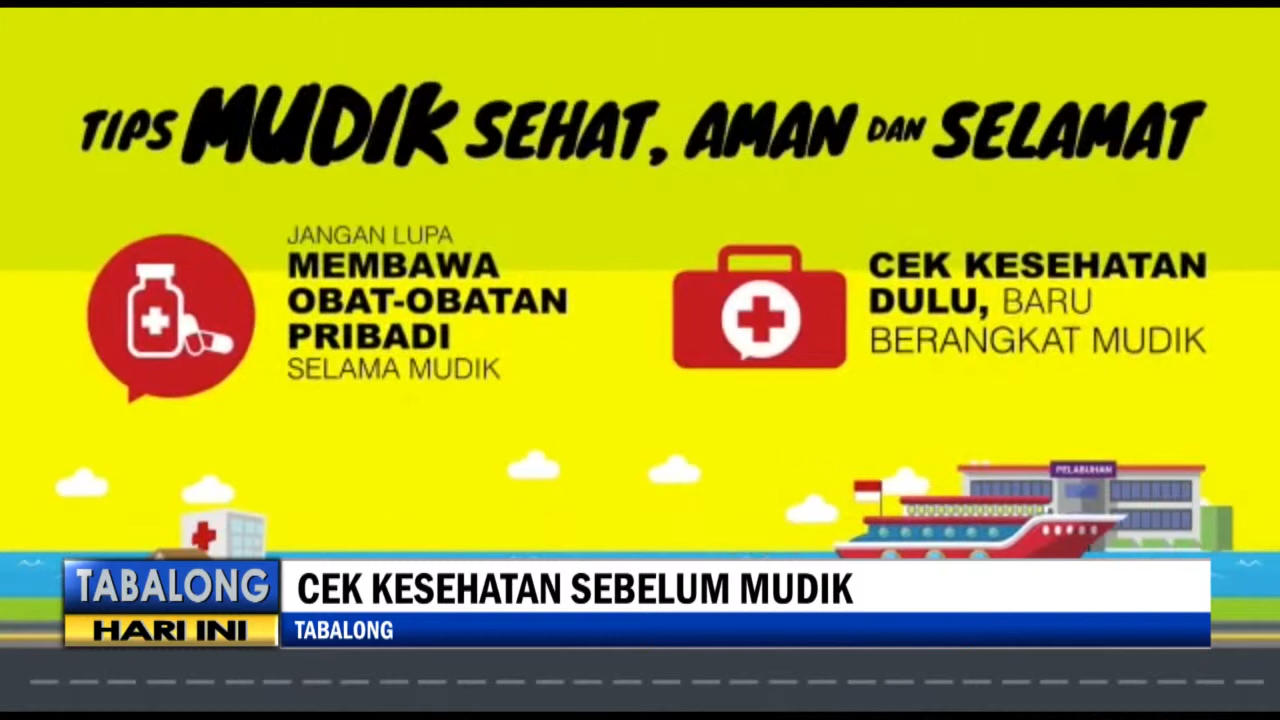 TIPS MUDIK SEHAT, AMAN DAN SELAMAT
JANGAN LUPA
MEMBAWA
OBAT-OBATAN
PRIBADI
SELAMA MUDIK
CEK KESEHATAN
DULU, BARU
BERANGKAT MUDIK
PELABUHAN
TABALONG
HARI INI
CEK KESEHATAN SEBELUM MUDIK
TABALONG